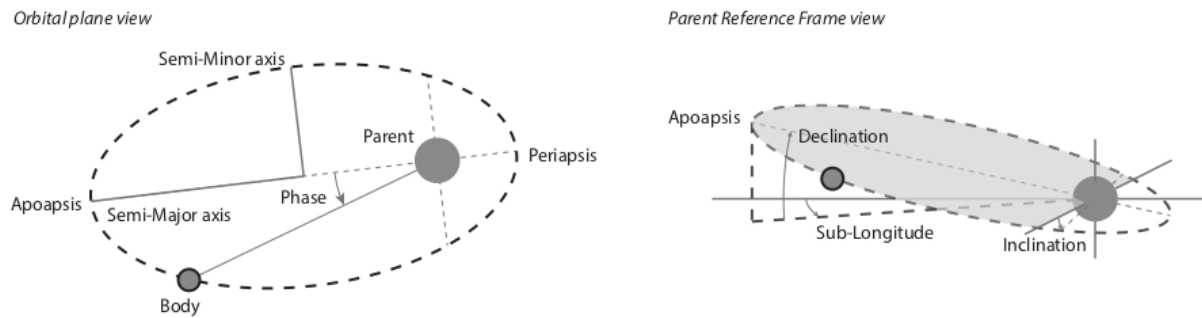 Orbital plane view
Semi-Minor axis
Parent
Periapsis
Phase
Apoapsis
Semi-Major axis
Body
Parent Reference Frame view
Apoapsis
Declination
Sub-Longitude
Inclination